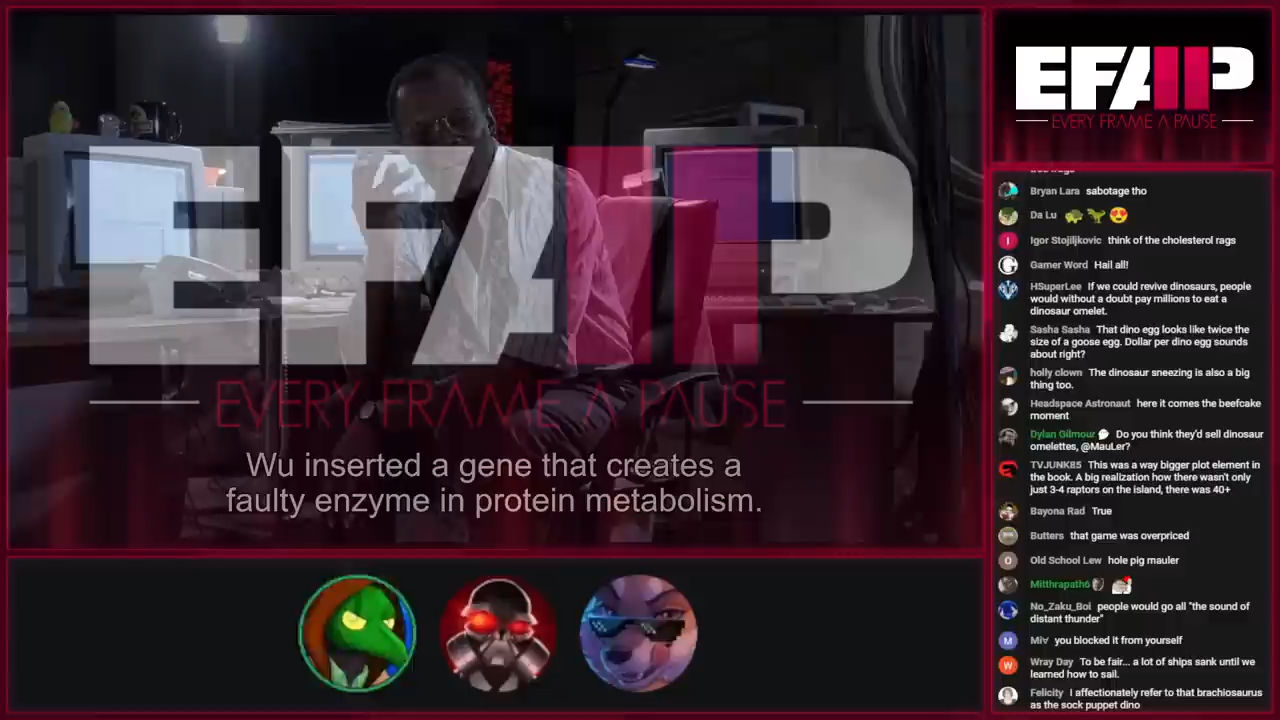 EFAP
EVERY FRAME A PAUSE
Wu inserted a gene that creates a
faulty enzyme in protein metabolism.
EFAP
EVERY FRAME A PAUSE
Bryan Lara sabotage tho
Da Lu
Igor Stojiljkovic think of the cholesterol rags
Gamer Word Hail all!
HSuperLee If we could revive dinosaurs, people
would without a doubt pay millions to eat a
dinosaur omelet.
Sasha Sasha That dino egg looks like twice the
size of a goose egg. Dollar per dino egg sounds
about right?
holly clown The dinosaur sneezing is also a big
thing too.
Headspace Astronaut here it comes the beefcake
moment
Dylan Gilmour Do you think they'd sell dinosaur
omelettes, @MauLer?
TVJUNK85 This was a way bigger plot element in
the book. A big realization how there wasn't only
just 3-4 raptors on the island, there was 40+
Bayona Rad True
Butters that game was overpriced
O
Old School Lew hole pig mauler
Mitthrapath6
No_Zaku_Boi people would go all "the sound of
distant thunder"
M
Mi∀ you blocked it from yourself
W
Wray Day To be fair... a lot of ships sank until we
learned how to sail.
Felicity I affectionately refer to that brachiosaurus
as the sock puppet dino